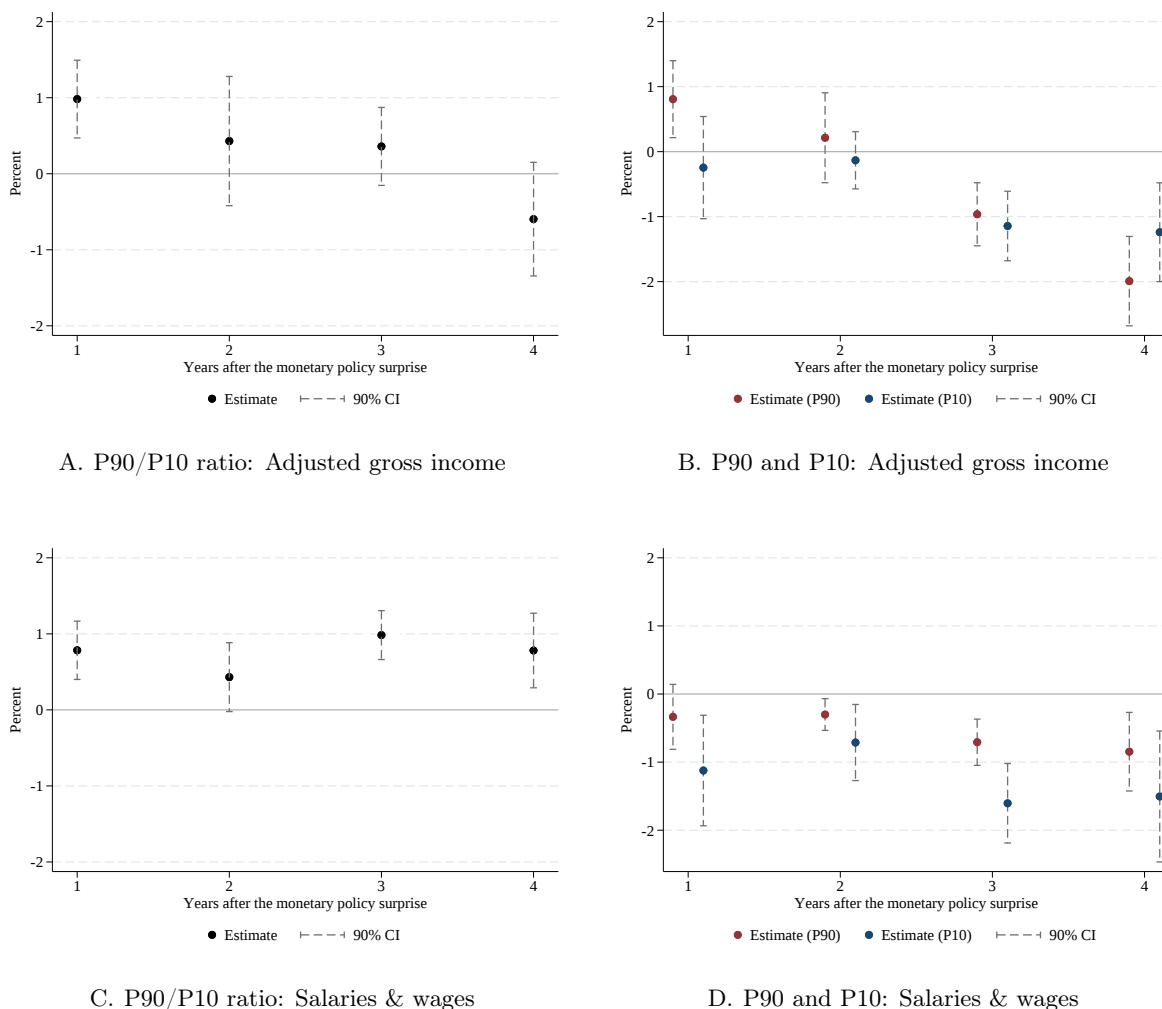 2
1
0
-1
-2
Percent
1 2 3 4
Years after the monetary policy surprise
Estimate 90% CI
A. P90/P10 ratio: Adjusted gross income
2
1
0
-1
-2
Percent
1 2 3 4
Years after the monetary policy surprise
Estimate (P90) Estimate (P10) 90% CI
B. P90 and P10: Adjusted gross income
2
1
0
-1
-2
Percent
1 2 3 4
Years after the monetary policy surprise
Estimate 90% CI
C. P90/P10 ratio: Salaries & wages
2
1
0
-1
-2
Percent
1 2 3 4
Years after the monetary policy surprise
Estimate (P90) Estimate (P10) 90% CI
D. P90 and P10: Salaries & wages